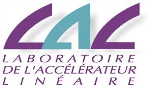 LAL
LABORATOIRE
DE L'ACCÉLÉRATEUR
LINÉAIRE